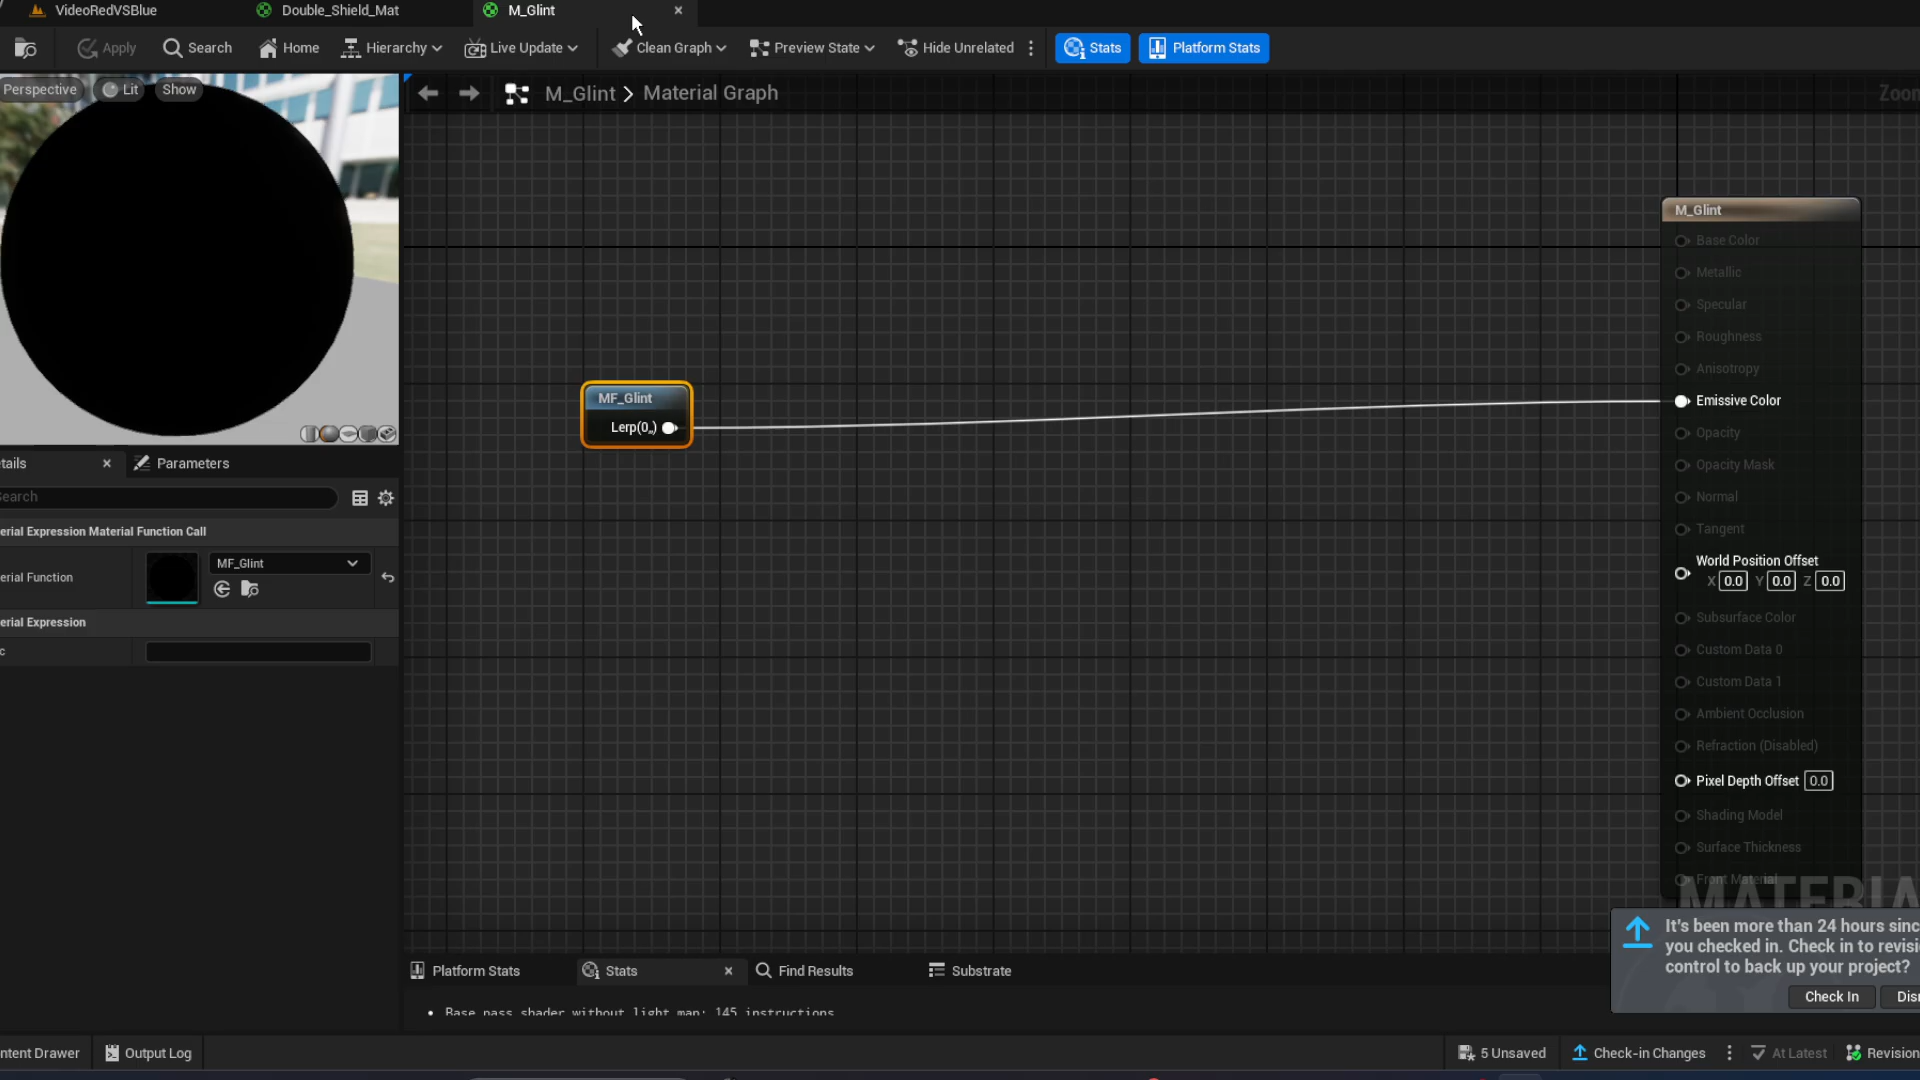 VideoRedVSBlue
Double_Shield_Mat
M_Glint
Apply
Search
Home
Hierarchy
Live Update
Clean Graph
Preview State
Hide Unrelated
Stats
Platform Stats
Perspective
Lit
Show
M_Glint > Material Graph
Zoom
M_Glint
Base Color
Metallic
Specular
Roughness
Anisotropy
Emissive Color
Opacity
Opacity Mask
Normal
Tangent
World Position Offset
X 0.0 Y 0.0 Z 0.0
Subsurface Color
Custom Data 0
Custom Data 1
Ambient Occlusion
Refraction (Disabled)
Pixel Depth Offset 0.0
Shading Model
Surface Thickness
Front Material
MF_Glint
Lerp(0,,)
tails
Parameters
Search
erial Expression Material Function Call
erial Function
MF_Glint
erial Expression
c
MATERIA
It's been more than 24 hours sinc
you checked in. Check in to revisi
control to back up your project?
Check In
Dis
Platform Stats
Stats
Find Results
Substrate
• Base pass shader without light map: 145 instructions
ntent Drawer
Output Log
5 Unsaved
Check-in Changes
At Latest
Revision